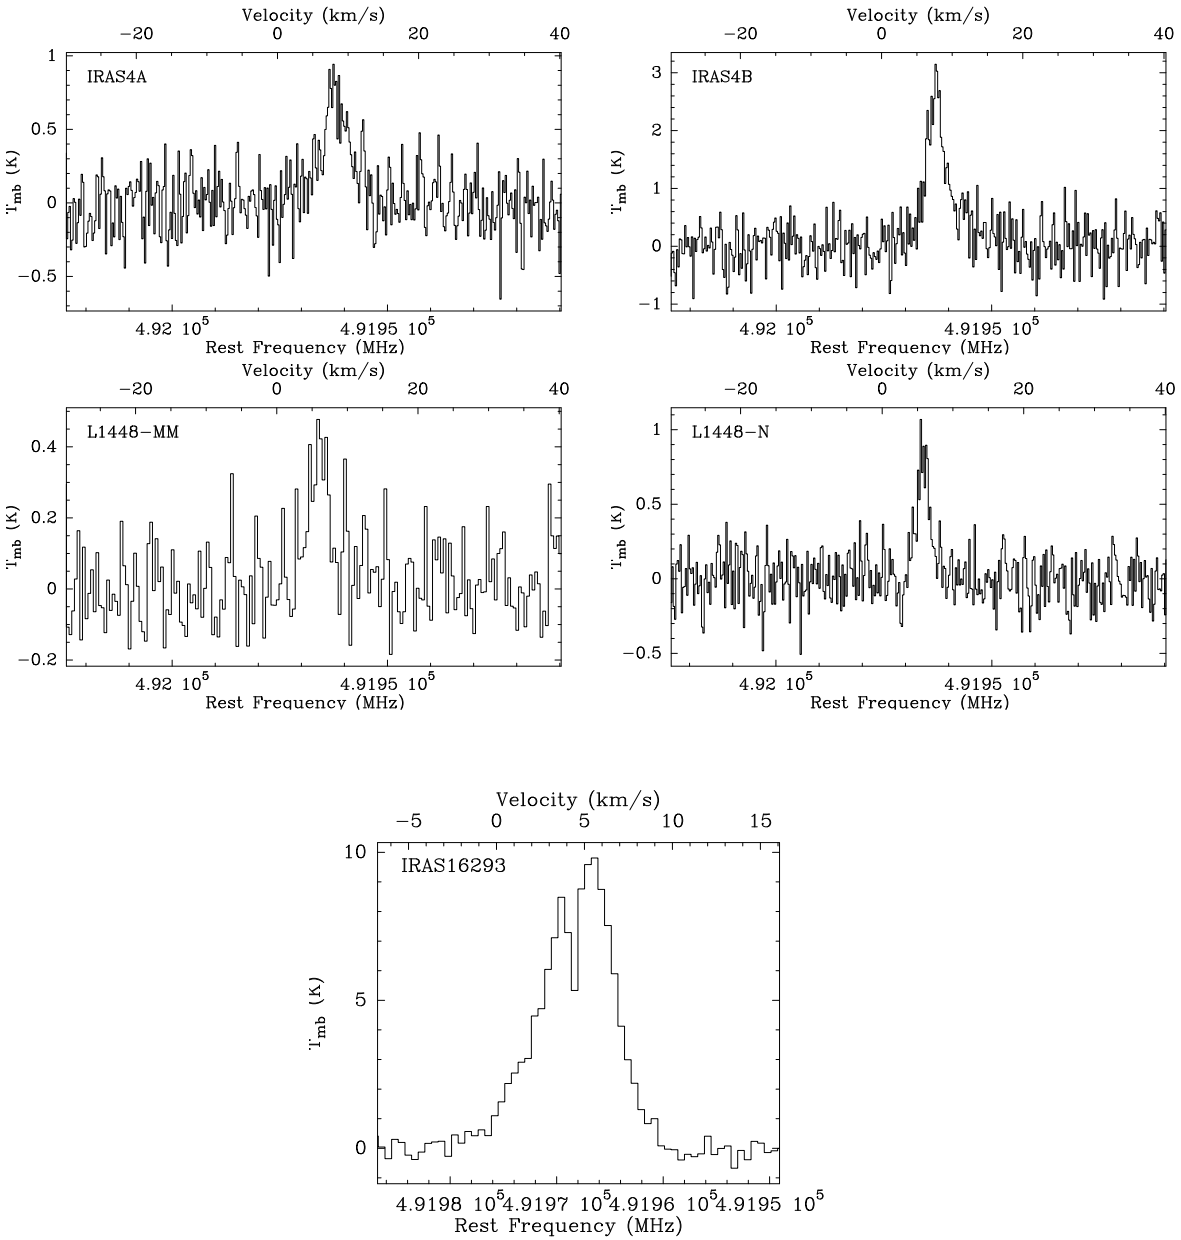 Velocity (km/s) Velocity (km/s)
−20 0 20 40 −20 0 20 40
1 IRAS4A 3 IRAS4B
0.5 2
T_mb (K) T_mb (K)
0 1
−0.5 0
−1
4.92 10^5 4.9195 10^5 4.92 10^5 4.9195 10^5
Rest Frequency (MHz) Rest Frequency (MHz)
Velocity (km/s) Velocity (km/s)
−20 0 20 40 −20 0 20 40
L1448−MM L1448−N
0.4 1
0.2 0.5
T_mb (K) T_mb (K)
0 0
−0.2 −0.5
4.92 10^5 4.9195 10^5 4.92 10^5 4.9195 10^5
Rest Frequency (MHz) Rest Frequency (MHz)
Velocity (km/s)
−5 0 5 10 15
10 IRAS16293
5
T_mb (K)
0
4.9198 10^5 4.9197 10^5 4.9196 10^5 4.9195 10^5
Rest Frequency (MHz)